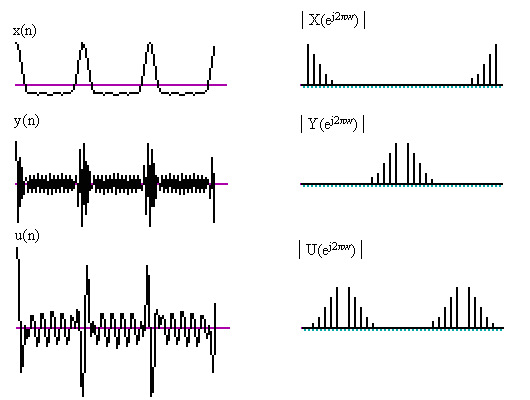 x(n)
| X(e^{j2πw}) |
y(n)
| Y(e^{j2πw}) |
u(n)
| U(e^{j2πw}) |